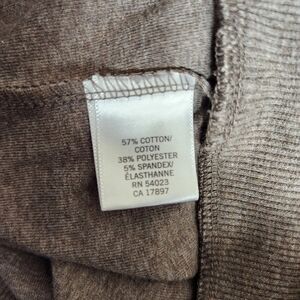 57% COTTON/
COTON
38% POLYESTER
5% SPANDEX/
ÉLASTHANNE
RN 54023
CA 17897